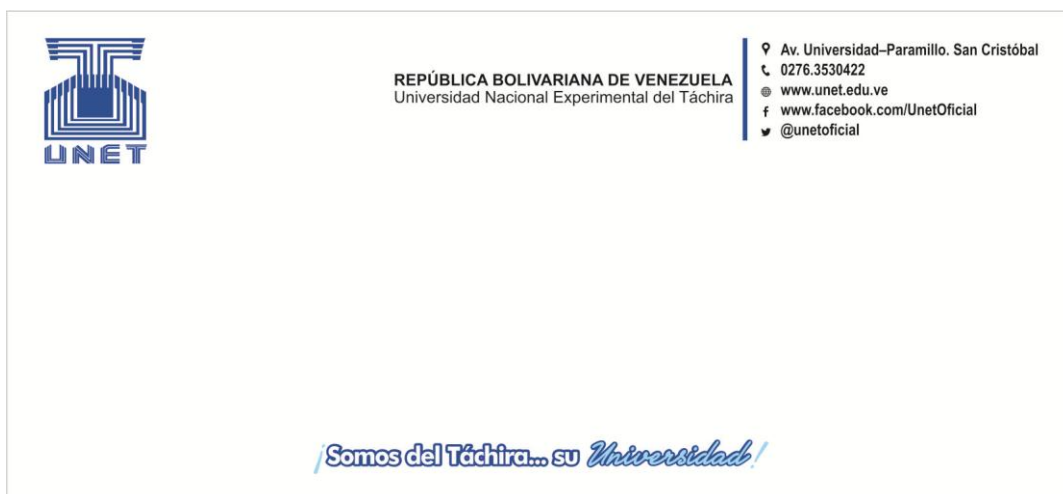 UNET
REPÚBLICA BOLIVARIANA DE VENEZUELA
Universidad Nacional Experimental del Táchira
Av. Universidad–Paramillo. San Cristóbal
0276.3530422
www.unet.edu.ve
www.facebook.com/UnetOficial
@unetoficial
¡Somos del Táchira... su Universidad!